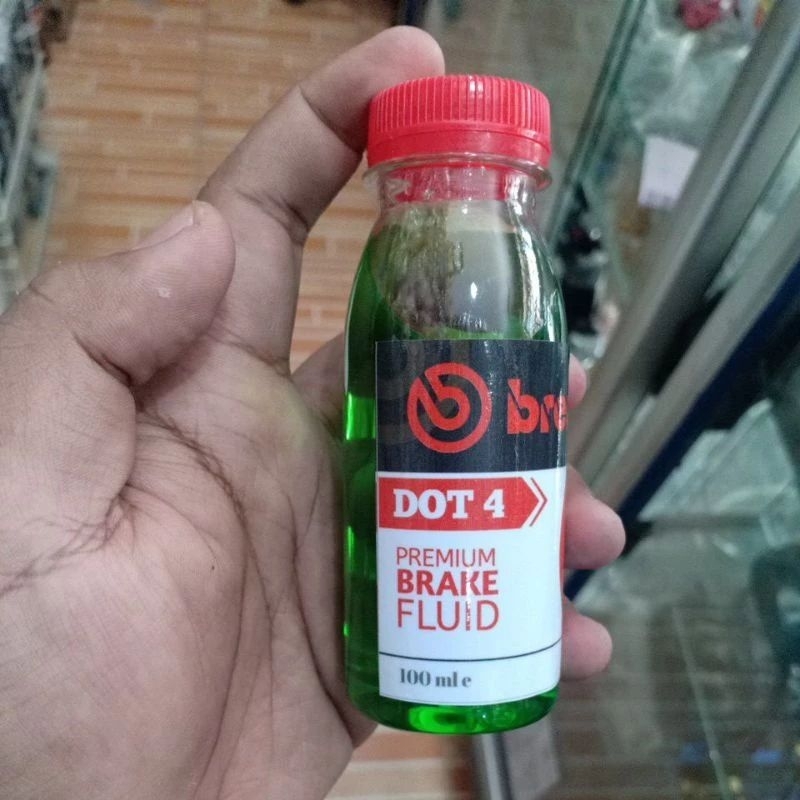 bre
DOT 4
PREMIUM
BRAKE
FLUID
100 ml e